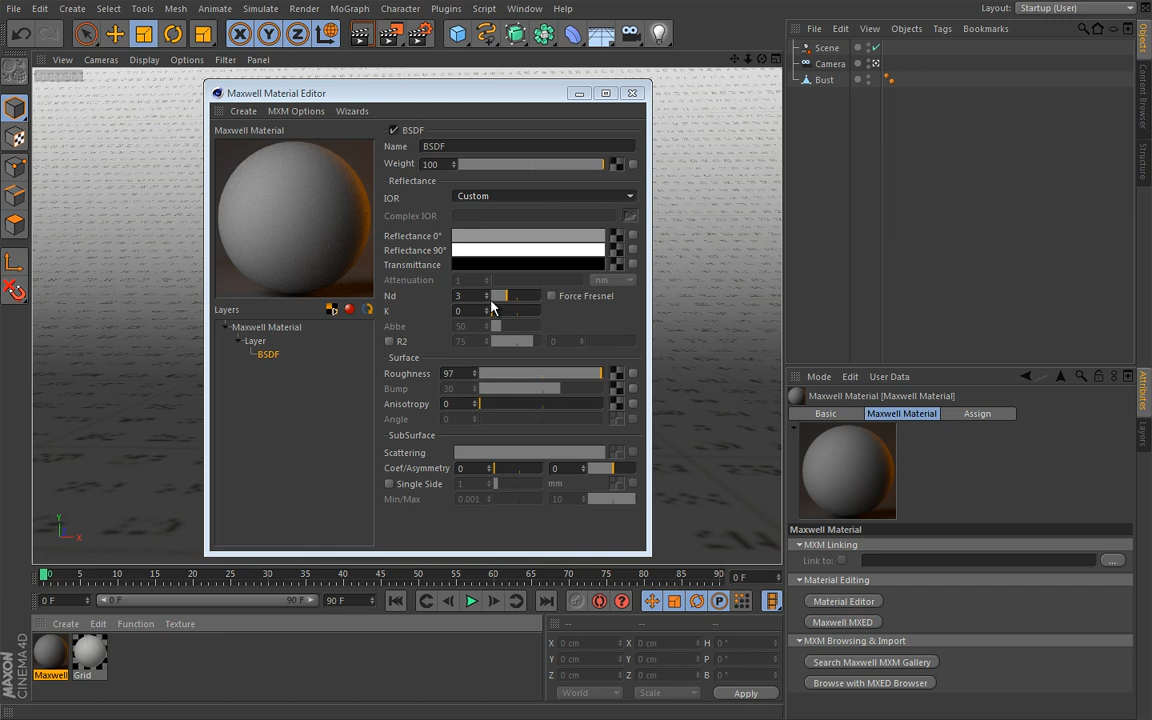 File Edit Create Select Tools Mesh Animate Simulate Render MoGraph Character Plugins Script Window Help
Layout: Startup (User)
X Y Z
View Cameras Display Options Filter Panel
File Edit View Objects Tags Bookmarks
Scene
Camera
Bust
Objects
Content Browser
Structure
Maxwell Material Editor
Create MXM Options Wizards
Maxwell Material
BSDF
Name BSDF
Weight 100
Reflectance
IOR Custom
Complex IOR
Reflectance 0°
Reflectance 90°
Transmittance
Attenuation 1 nm
Nd 3 Force Fresnel
K 0
Abbe 50
R2 75 0
Surface
Roughness 97
Bump 30
Anisotropy 0
Angle 0
SubSurface
Scattering
Coef/Asymmetry 0 0
Single Side 1 mm
Min/Max 0.001 10
Layers
Maxwell Material
Layer
BSDF
Y
X
Mode Edit User Data
Maxwell Material [Maxwell Material]
Basic Maxwell Material Assign
Attributes
Layers
Maxwell Material
MXM Linking
Link to: ...
Material Editing
Material Editor
Maxwell MXED
MXM Browsing & Import
Search Maxwell MXM Gallery
Browse with MXED Browser
0 5 10 15 20 25 30 35 40 45 50 55 60 65 70 75 80 85 90 0 F
0 F 0 F 90 F 90 F
Create Edit Function Texture
Maxwell Grid
-- -- --
X 0 cm X 0 cm H 0 °
Y 0 cm Y 0 cm P 0 °
Z 0 cm Z 0 cm B 0 °
World Scale Apply
MAXON
CINEMA 4D